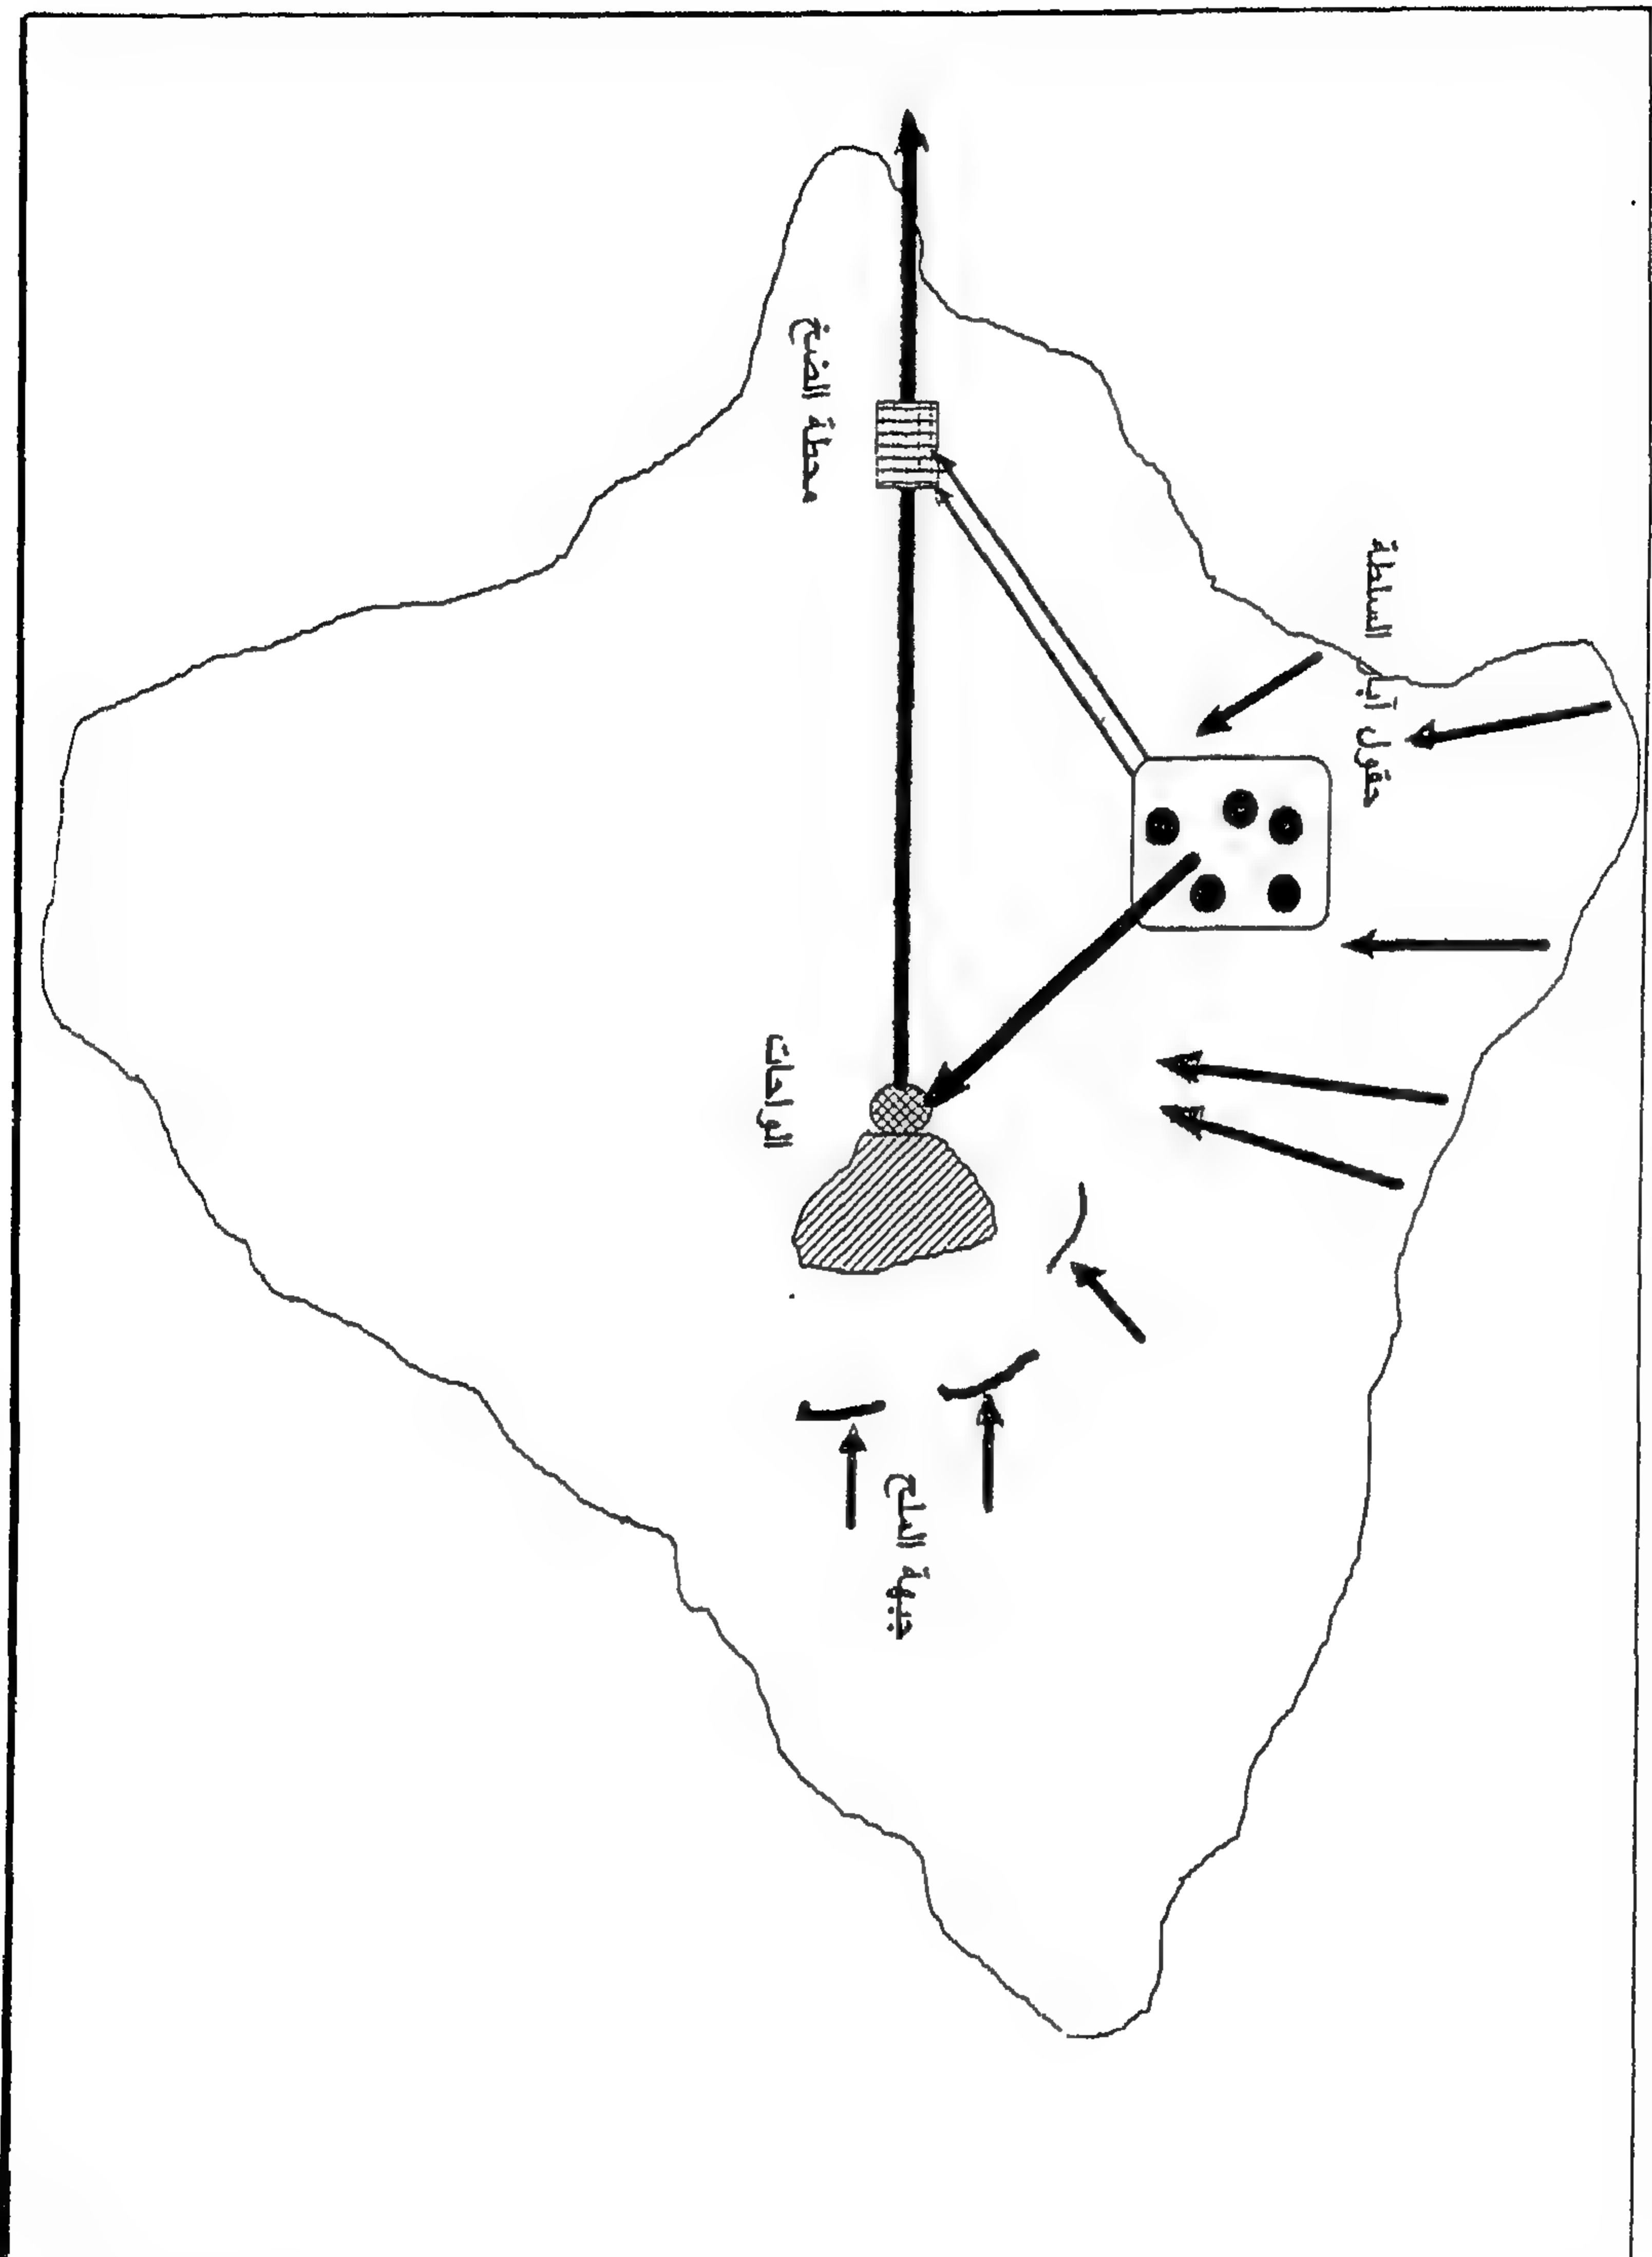 حقول آبار السلطة
محطة الضخ
الواحات
جبهة الملح